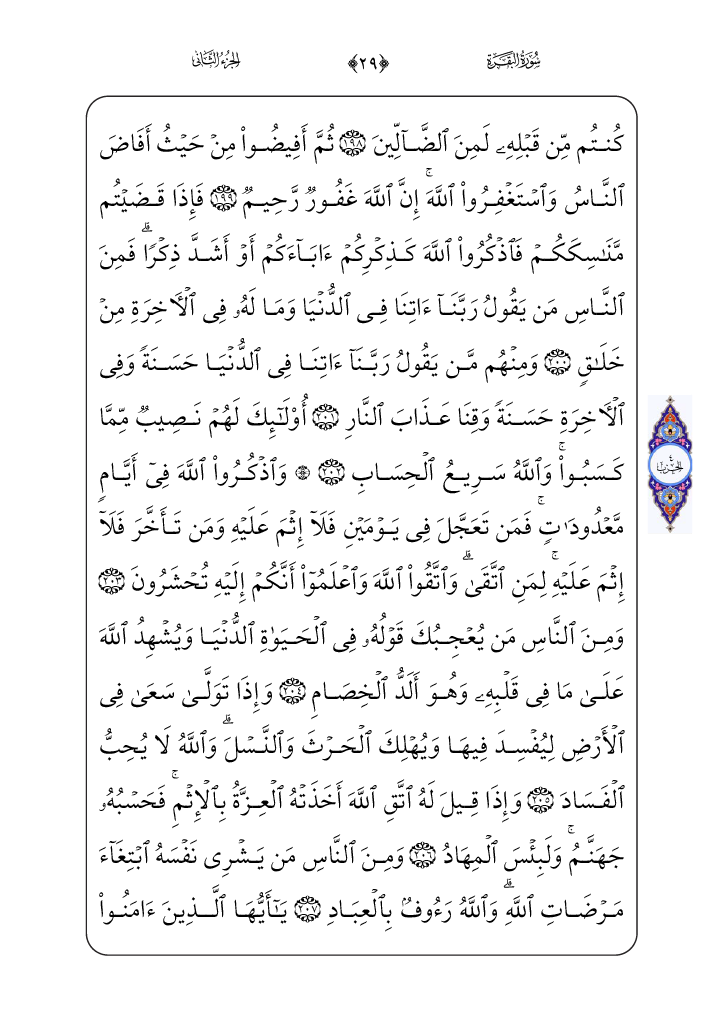 سُورَةُ البَقَرَة
﴿٢٩﴾
الجزءُ الثَّانِي
كُنتُم مِّن قَبۡلِهِۦ لَمِنَ ٱلضَّآلِّينَ ١٩٨ ثُمَّ أَفِيضُواْ مِنۡ حَيۡثُ أَفَاضَ
ٱلنَّاسُ وَٱسۡتَغۡفِرُواْ ٱللَّهَۚ إِنَّ ٱللَّهَ غَفُورٞ رَّحِيمٞ ١٩٩ فَإِذَا قَضَيۡتُم
مَّنَٰسِكَكُمۡ فَٱذۡكُرُواْ ٱللَّهَ كَذِكۡرِكُمۡ ءَابَآءَكُمۡ أَوۡ أَشَدَّ ذِكۡرٗاۗ فَمِنَ
ٱلنَّاسِ مَن يَقُولُ رَبَّنَآ ءَاتِنَا فِي ٱلدُّنۡيَا وَمَا لَهُۥ فِي ٱلۡأٓخِرَةِ مِنۡ
خَلَٰقٖ ٢٠٠ وَمِنۡهُم مَّن يَقُولُ رَبَّنَآ ءَاتِنَا فِي ٱلدُّنۡيَا حَسَنَةٗ وَفِي
ٱلۡأٓخِرَةِ حَسَنَةٗ وَقِنَا عَذَابَ ٱلنَّارِ ٢٠١ أُوْلَٰٓئِكَ لَهُمۡ نَصِيبٞ مِّمَّا
كَسَبُواْۚ وَٱللَّهُ سَرِيعُ ٱلۡحِسَابِ ٢٠٢ ۞ وَٱذۡكُرُواْ ٱللَّهَ فِيٓ أَيَّامٖ
مَّعۡدُودَٰتٖۚ فَمَن تَعَجَّلَ فِي يَوۡمَيۡنِ فَلَآ إِثۡمَ عَلَيۡهِ وَمَن تَأَخَّرَ فَلَآ
إِثۡمَ عَلَيۡهِۚ لِمَنِ ٱتَّقَىٰۗ وَٱتَّقُواْ ٱللَّهَ وَٱعۡلَمُوٓاْ أَنَّكُمۡ إِلَيۡهِ تُحۡشَرُونَ ٢٠٣
وَمِنَ ٱلنَّاسِ مَن يُعۡجِبُكَ قَوۡلُهُۥ فِي ٱلۡحَيَوٰةِ ٱلدُّنۡيَا وَيُشۡهِدُ ٱللَّهَ
عَلَىٰ مَا فِي قَلۡبِهِۦ وَهُوَ أَلَدُّ ٱلۡخِصَامِ ٢٠٤ وَإِذَا تَوَلَّىٰ سَعَىٰ فِي
ٱلۡأَرۡضِ لِيُفۡسِدَ فِيهَا وَيُهۡلِكَ ٱلۡحَرۡثَ وَٱلنَّسۡلَۗ وَٱللَّهُ لَا يُحِبُّ
ٱلۡفَسَادَ ٢٠٥ وَإِذَا قِيلَ لَهُ ٱتَّقِ ٱللَّهَ أَخَذَتۡهُ ٱلۡعِزَّةُ بِٱلۡإِثۡمِۚ فَحَسۡبُهُۥ
جَهَنَّمُۚ وَلَبِئۡسَ ٱلۡمِهَادُ ٢٠٦ وَمِنَ ٱلنَّاسِ مَن يَشۡرِي نَفۡسَهُ ٱبۡتِغَآءَ
مَرۡضَاتِ ٱللَّهِۗ وَٱللَّهُ رَءُوفُۢ بِٱلۡعِبَادِ ٢٠٧ يَٰٓأَيُّهَا ٱلَّذِينَ ءَامَنُواْ